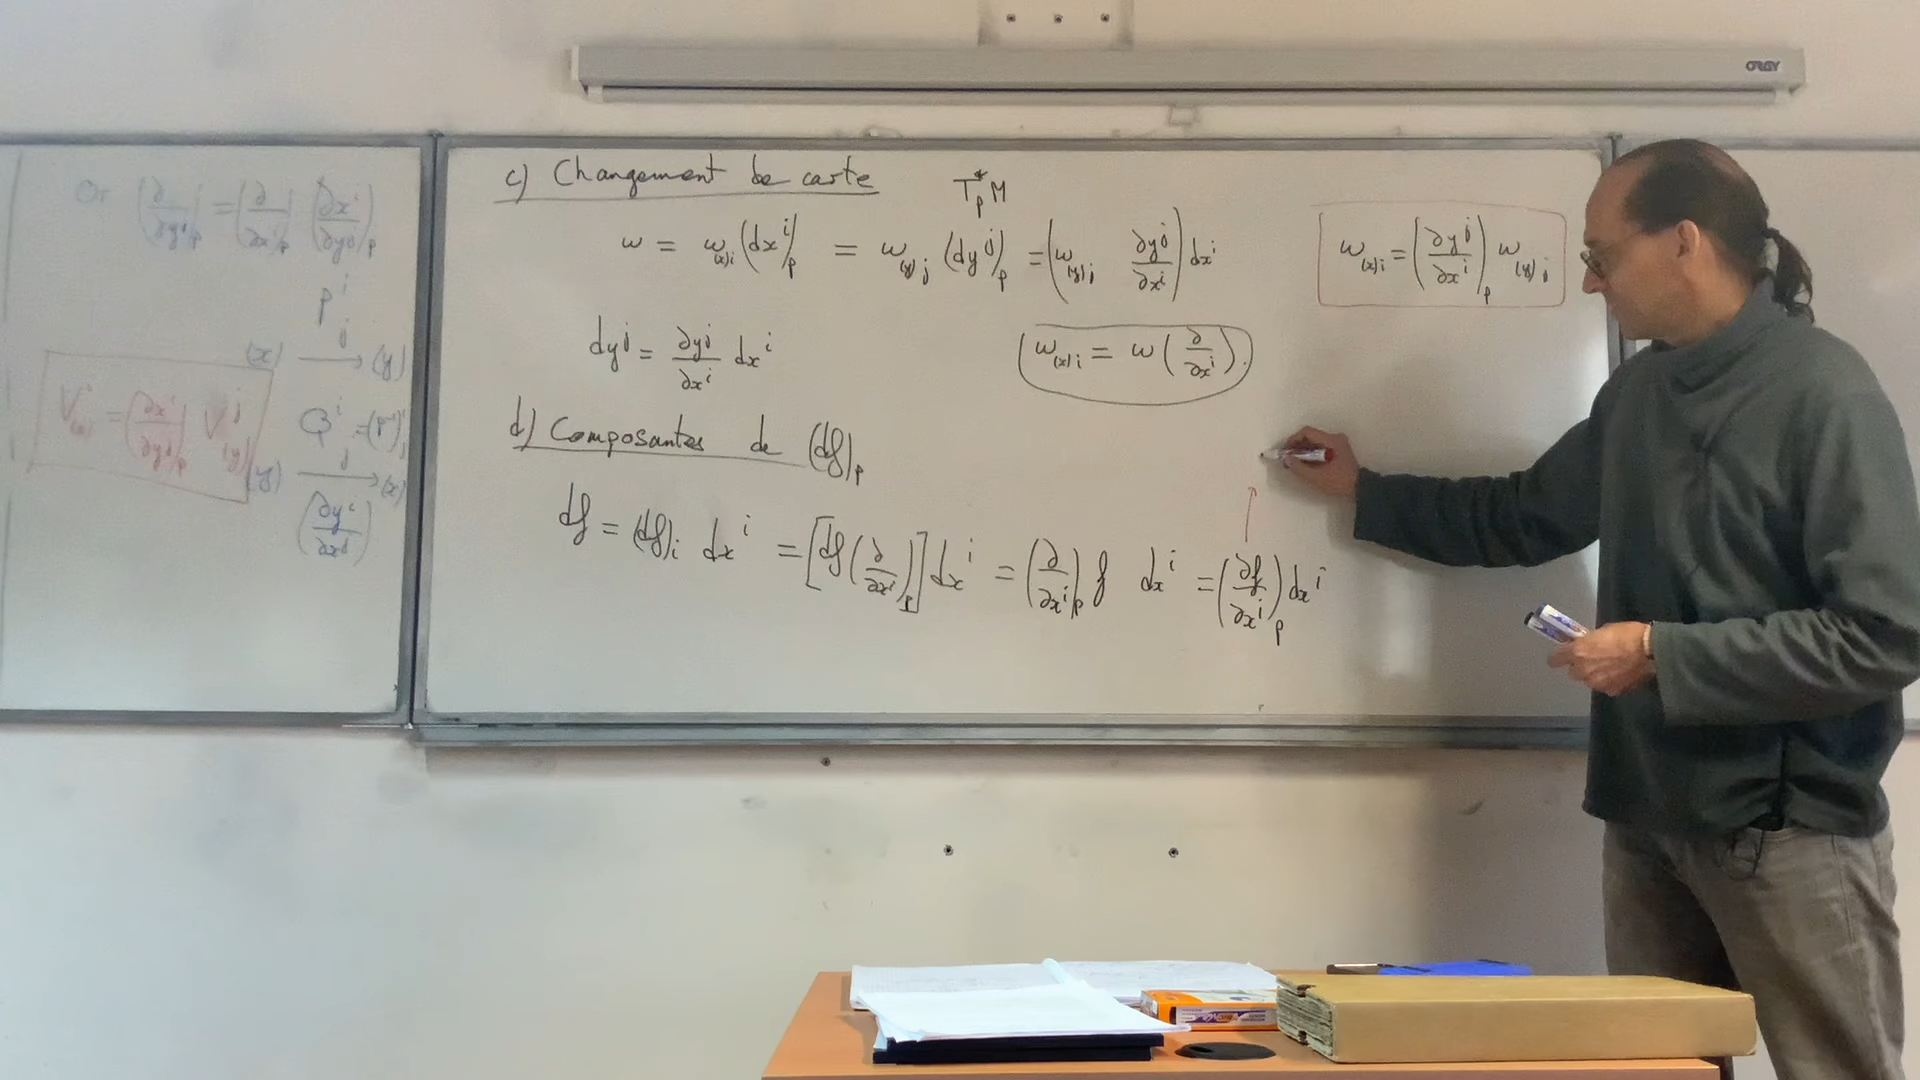 ORAY
Or (∂/∂y^j)_p = (∂/∂x^i)_p (∂x^i/∂y^j)_p
P^i_j
(x) ⟶ (y)
V^i_(x) = (∂x^i/∂y^j)_p V^j_(y)
Q^i_j = (P^-1)^i_j
(y) ⟶ (x)
(∂y^i/∂x^j)
c) Changement de carte
T*_p M
ω = ω_(x)i (dx^i)_p = ω_(y)j (dy^j)_p = (ω_(y)j ∂y^j/∂x^i) dx^i
ω_(x)i = (∂y^j/∂x^i)_p ω_(y)j
dy^j = ∂y^j/∂x^i dx^i
ω_(x)i = ω(∂/∂x^i).
d) Composantes de (df)_p
df = (df)_i dx^i = [df(∂/∂x^i)_p] dx^i = (∂/∂x^i)_p f dx^i = (∂f/∂x^i)_p dx^i